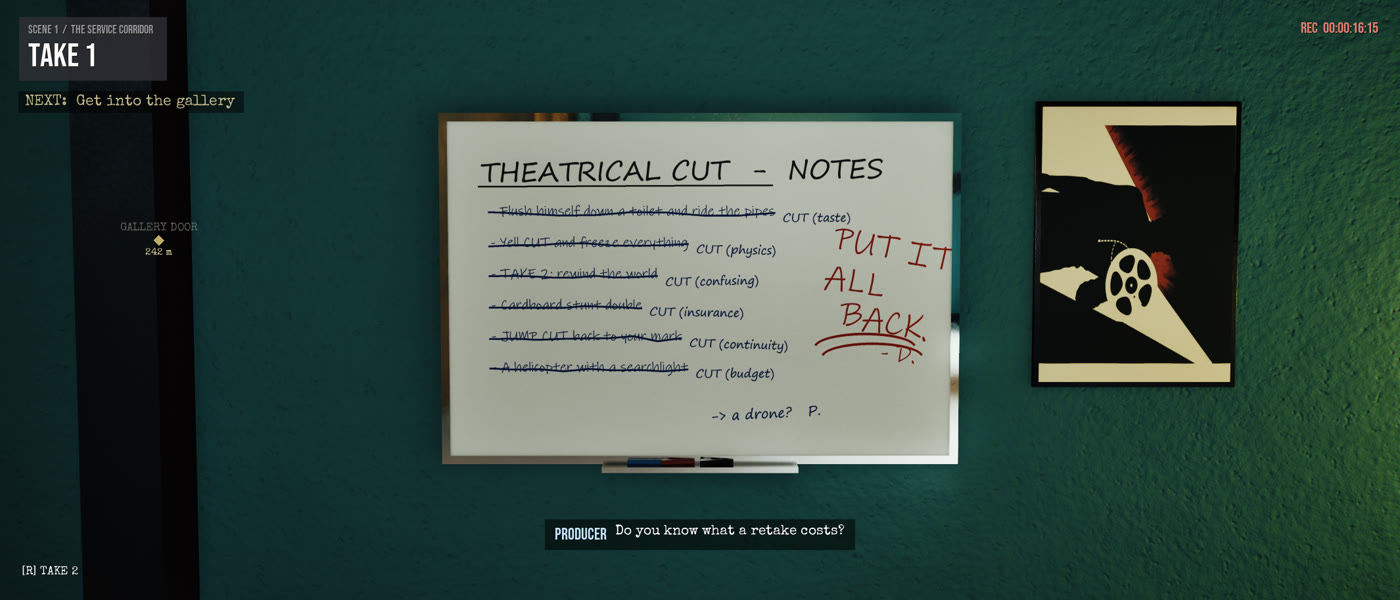 SCENE 1 / THE SERVICE CORRIDOR
TAKE 1
REC 00:00:16:15
NEXT: Get into the gallery
THEATRICAL CUT - NOTES
- Flush himself down a toilet and ride the pipes CUT (taste)
- Yell CUT and freeze everything CUT (physics)
- TAKE 2: rewind the world CUT (confusing)
- Cardboard stunt double CUT (insurance)
- JUMP CUT back to your mark CUT (continuity)
- A helicopter with a searchlight CUT (budget)
-> a drone? P.
PUT IT
ALL
BACK.
- D.
GALLERY DOOR
242 m
PRODUCER Do you know what a retake costs?
[R] TAKE 2